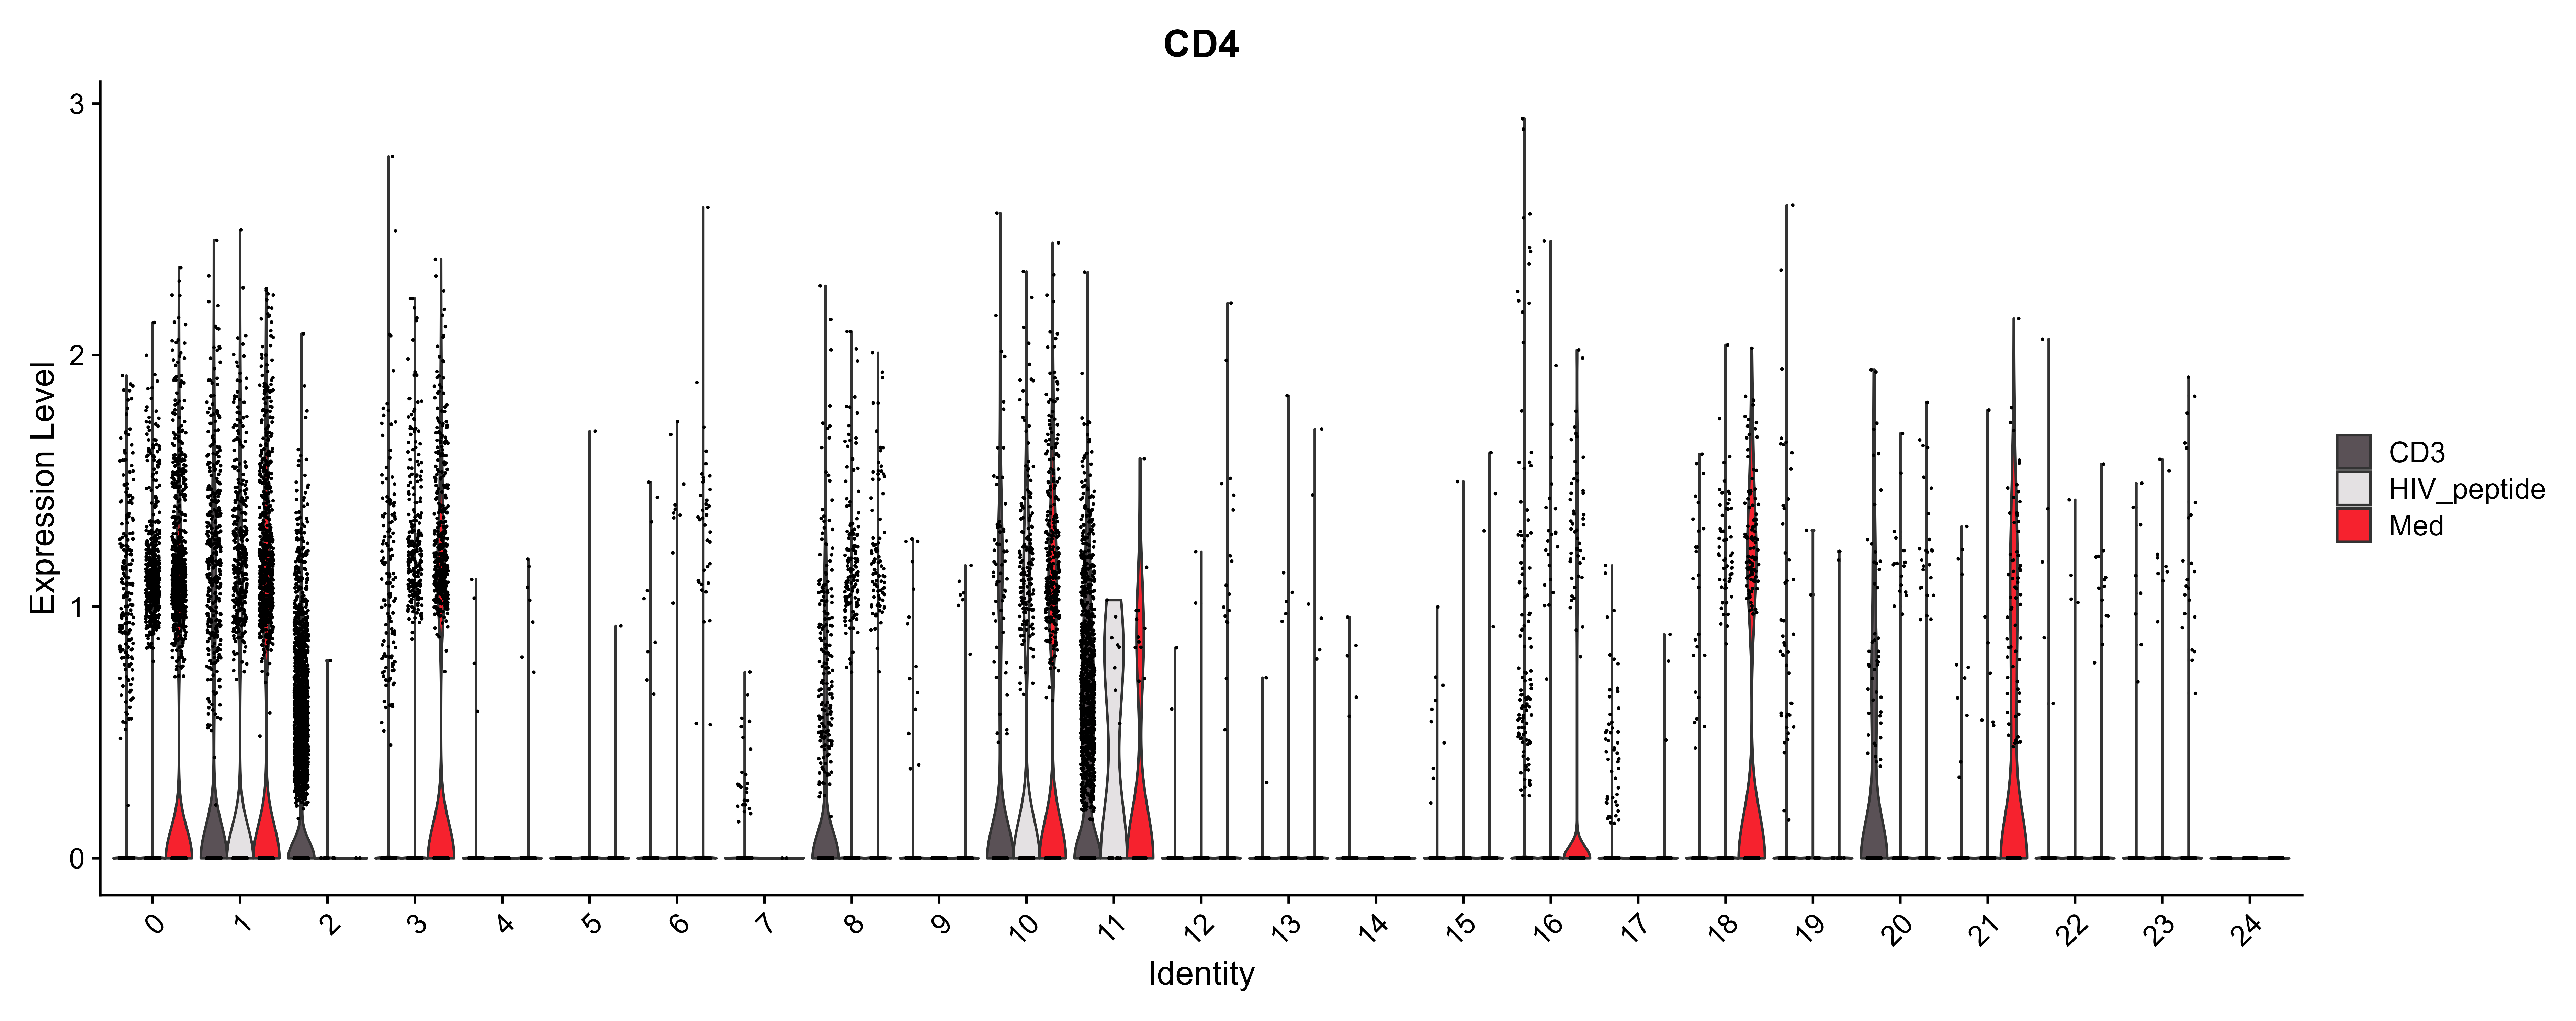 CD4
Expression Level
3
2
1
0
0 1 2 3 4 5 6 7 8 9 10 11 12 13 14 15 16 17 18 19 20 21 22 23 24
Identity
CD3
HIV_peptide
Med